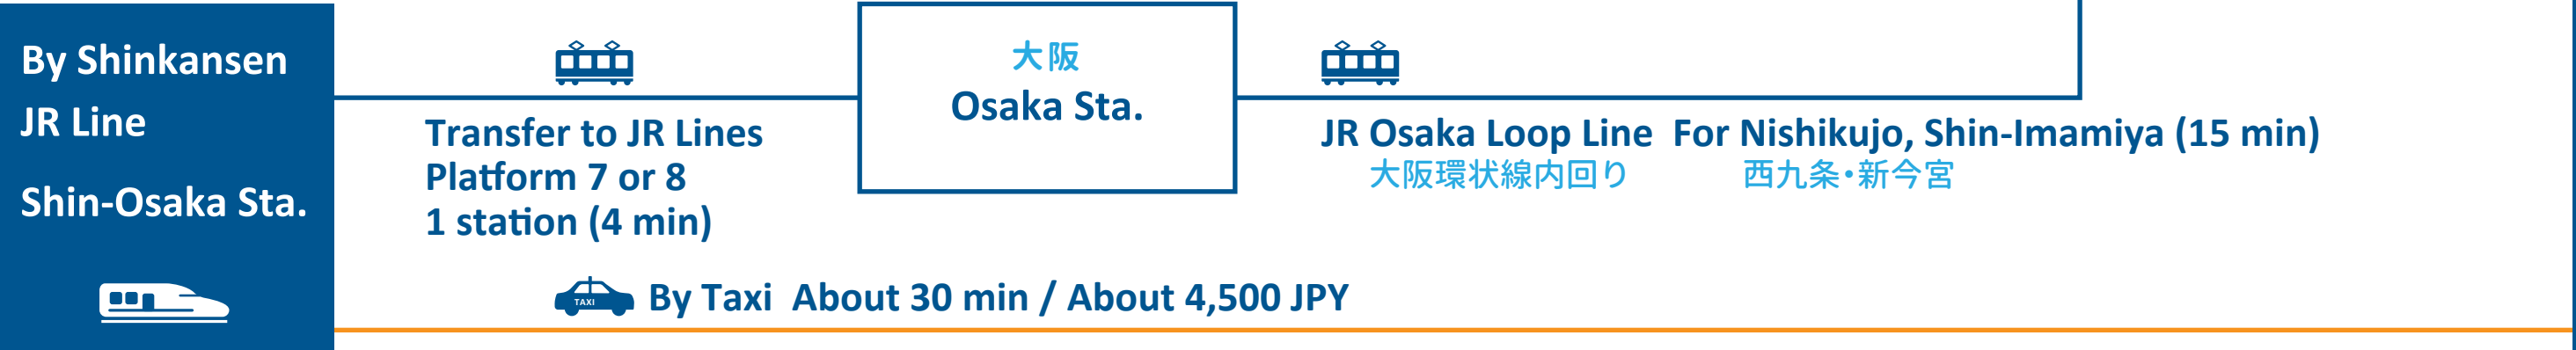 By Shinkansen
JR Line
Shin-Osaka Sta.
Transfer to JR Lines
Platform 7 or 8
1 station (4 min)
大阪
Osaka Sta.
JR Osaka Loop Line For Nishikujo, Shin-Imamiya (15 min)
大阪環状線内回り 西九条・新今宮
TAXI By Taxi About 30 min / About 4,500 JPY